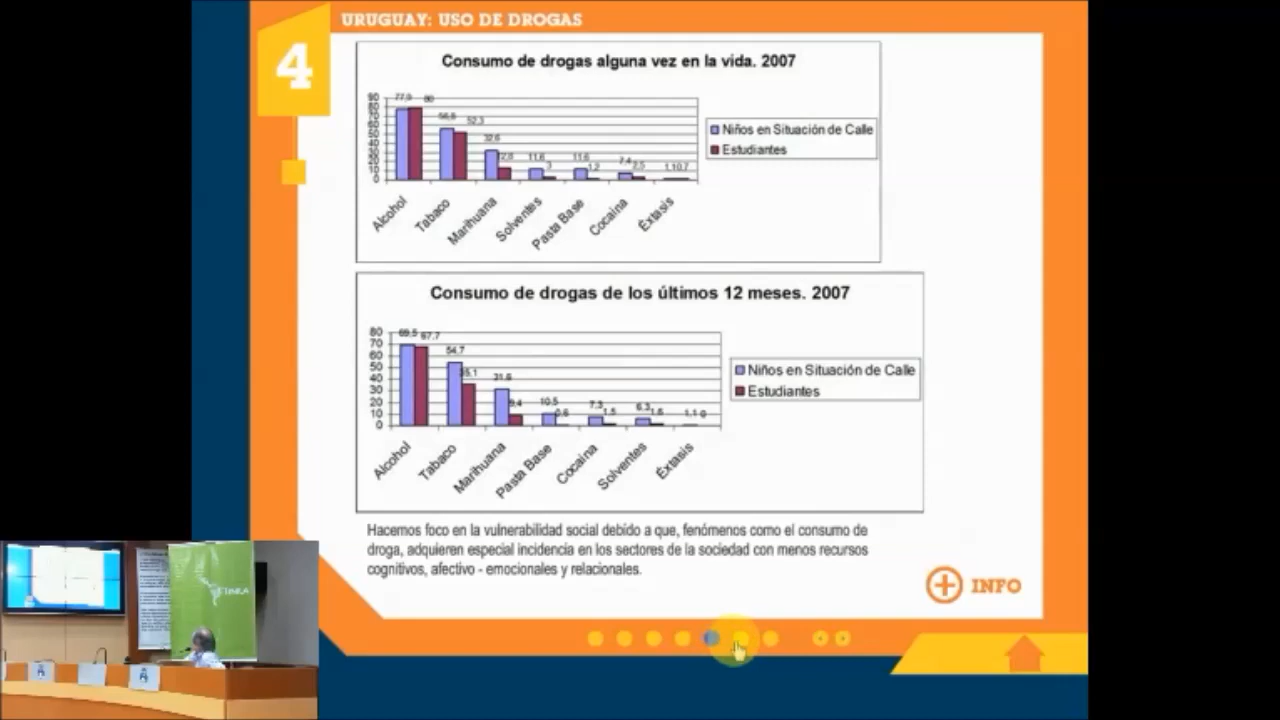 URUGUAY: USO DE DROGAS
4
Consumo de drogas alguna vez en la vida. 2007
90
80
70
60
50
40
30
20
10
0
77,9 80
56,8 52,3
32,6
11,6 3
11,6 1,2
7,4 2,5
1,1 0,7
Alcohol
Tabaco
Marihuana
Solventes
Pasta Base
Cocaína
Éxtasis
Niños en Situación de Calle
Estudiantes
Consumo de drogas de los últimos 12 meses. 2007
80
70
60
50
40
30
20
10
0
69,5 67,7
54,7 35,1
31,6 9,4
10,5 0,6
7,3 1,5
6,3 1,6
1,1 0
Alcohol
Tabaco
Marihuana
Pasta Base
Cocaína
Solventes
Éxtasis
Niños en Situación de Calle
Estudiantes
Hacemos foco en la vulnerabilidad social debido a que, fenómenos como el consumo de
droga, adquieren especial incidencia en los sectores de la sociedad con menos recursos
cognitivos, afectivo - emocionales y relacionales.
INFO